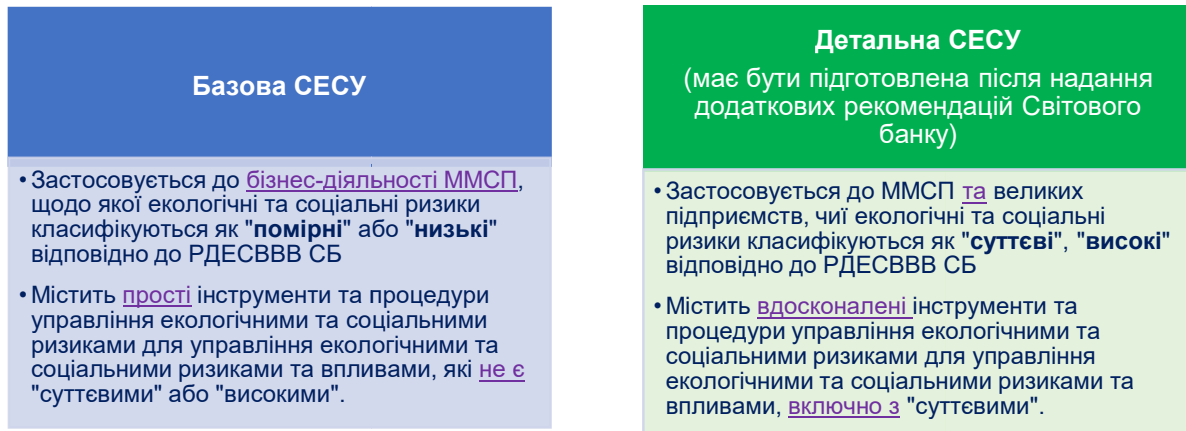 Базова СЕСУ
• Застосовується до бізнес-діяльності ММСП,
щодо якої екологічні та соціальні ризики
класифікуються як "помірні" або "низькі"
відповідно до РДЕСВВВ СБ
• Містить прості інструменти та процедури
управління екологічними та соціальними
ризиками для управління екологічними та
соціальними ризиками та впливами, які не є
"суттєвими" або "високими".
Детальна СЕСУ
(має бути підготовлена після надання
додаткових рекомендацій Світового
банку)
• Застосовується до ММСП та великих
підприємств, чиї екологічні та соціальні
ризики класифікуються як "суттєві", "високі"
відповідно до РДЕСВВВ СБ
• Містить вдосконалені інструменти та
процедури управління екологічними та
соціальними ризиками для управління
екологічними та соціальними ризиками та
впливами, включно з "суттєвими".